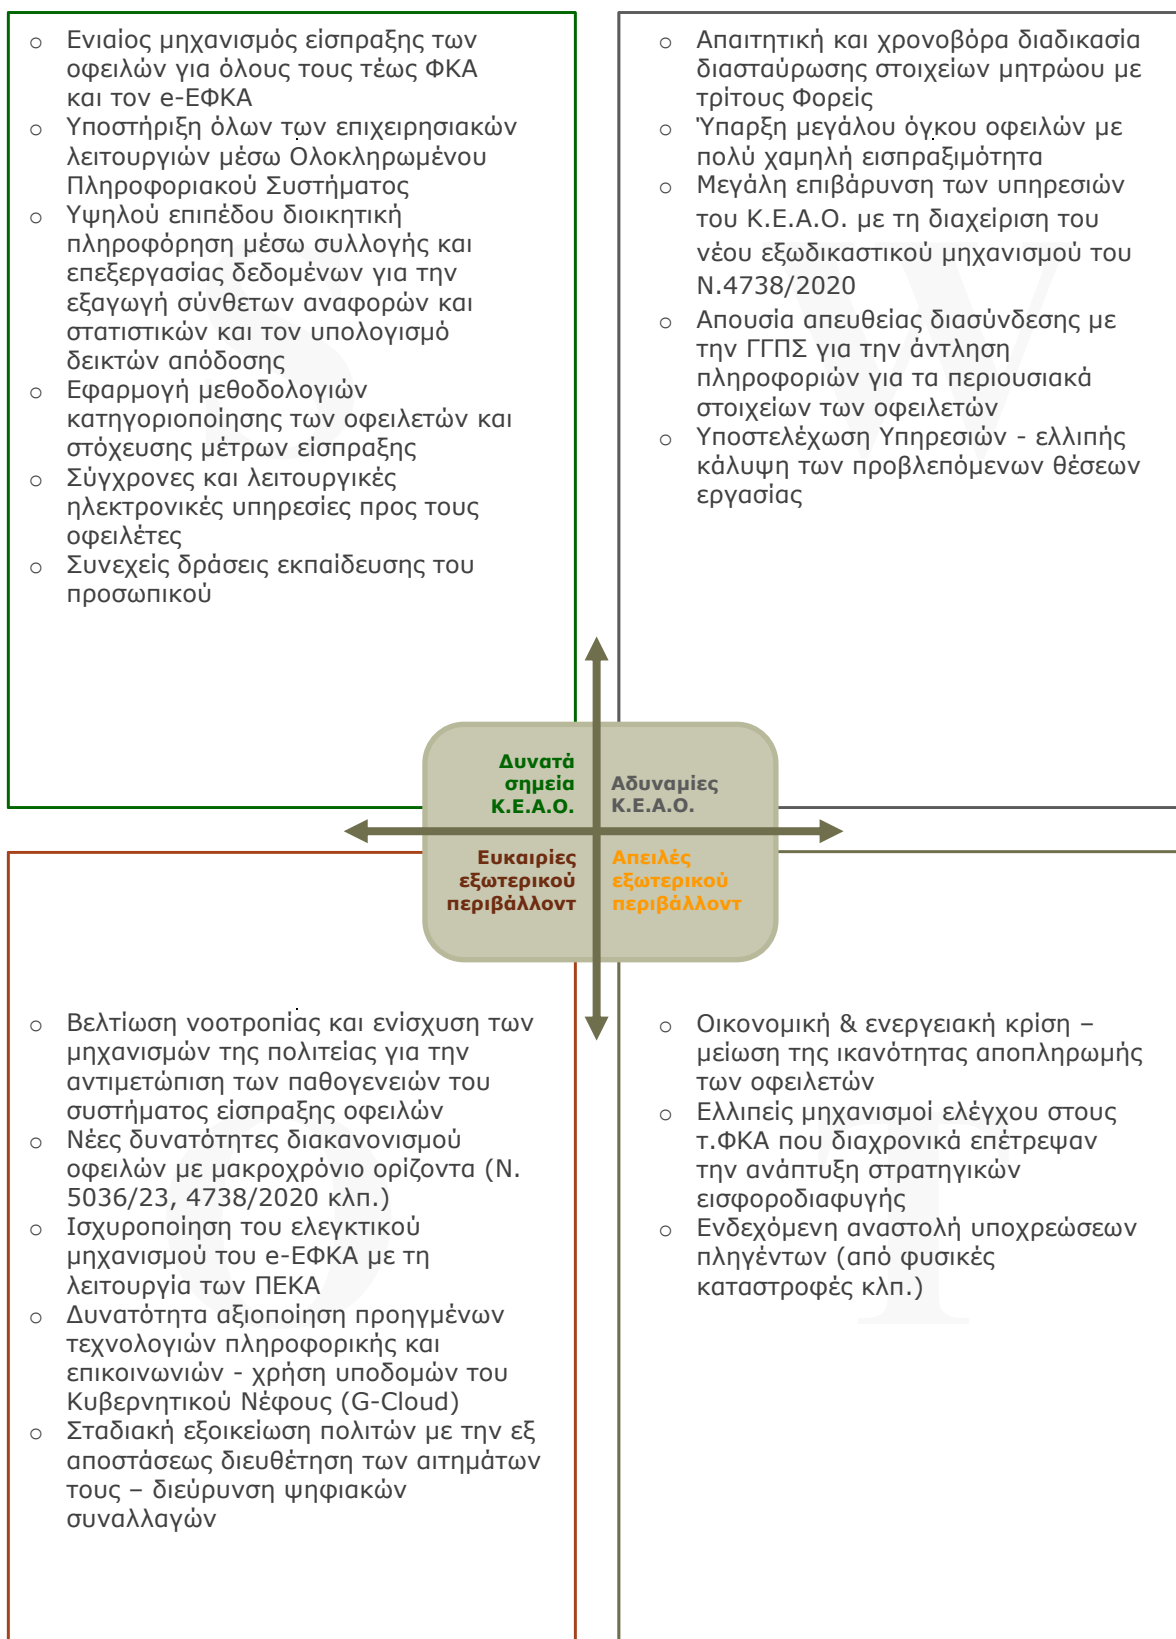 ○ Ενιαίος μηχανισμός είσπραξης των
οφειλών για όλους τους τέως ΦΚΑ
και τον e-ΕΦΚΑ
○ Υποστήριξη όλων των επιχειρησιακών
λειτουργιών μέσω Ολοκληρωμένου
Πληροφοριακού Συστήματος
○ Υψηλού επιπέδου διοικητική
πληροφόρηση μέσω συλλογής και
επεξεργασίας δεδομένων για την
εξαγωγή σύνθετων αναφορών και
στατιστικών και τον υπολογισμό
δεικτών απόδοσης
○ Εφαρμογή μεθοδολογιών
κατηγοριοποίησης των οφειλετών και
στόχευσης μέτρων είσπραξης
○ Σύγχρονες και λειτουργικές
ηλεκτρονικές υπηρεσίες προς τους
οφειλέτες
○ Συνεχείς δράσεις εκπαίδευσης του
προσωπικού
S
○ Απαιτητική και χρονοβόρα διαδικασία
διασταύρωσης στοιχείων μητρώου με
τρίτους Φορείς
○ Ύπαρξη μεγάλου όγκου οφειλών με
πολύ χαμηλή εισπραξιμότητα
○ Μεγάλη επιβάρυνση των υπηρεσιών
του Κ.Ε.Α.Ο. με τη διαχείριση του
νέου εξωδικαστικού μηχανισμού του
Ν.4738/2020
○ Απουσία απευθείας διασύνδεσης με
την ΓΓΠΣ για την άντληση
πληροφοριών για τα περιουσιακά
στοιχείων των οφειλετών
○ Υποστελέχωση Υπηρεσιών - ελλιπής
κάλυψη των προβλεπόμενων θέσεων
εργασίας
W
Δυνατά
σημεία
Κ.Ε.Α.Ο.
Αδυναμίες
Κ.Ε.Α.Ο.
Ευκαιρίες
εξωτερικού
περιβάλλοντ
Απειλές
εξωτερικού
περιβάλλοντ
○ Βελτίωση νοοτροπίας και ενίσχυση των
μηχανισμών της πολιτείας για την
αντιμετώπιση των παθογενειών του
συστήματος είσπραξης οφειλών
○ Νέες δυνατότητες διακανονισμού
οφειλών με μακροχρόνιο ορίζοντα (Ν.
5036/23, 4738/2020 κλπ.)
○ Ισχυροποίηση του ελεγκτικού
μηχανισμού του e-ΕΦΚΑ με τη
λειτουργία των ΠΕΚΑ
○ Δυνατότητα αξιοποίηση προηγμένων
τεχνολογιών πληροφορικής και
επικοινωνιών - χρήση υποδομών του
Κυβερνητικού Νέφους (G-Cloud)
○ Σταδιακή εξοικείωση πολιτών με την εξ
αποστάσεως διευθέτηση των αιτημάτων
τους – διεύρυνση ψηφιακών
συναλλαγών
O
○ Οικονομική & ενεργειακή κρίση –
μείωση της ικανότητας αποπληρωμής
των οφειλετών
○ Ελλιπείς μηχανισμοί ελέγχου στους
τ.ΦΚΑ που διαχρονικά επέτρεψαν
την ανάπτυξη στρατηγικών
εισφοροδιαφυγής
○ Ενδεχόμενη αναστολή υποχρεώσεων
πληγέντων (από φυσικές
καταστροφές κλπ.)
T